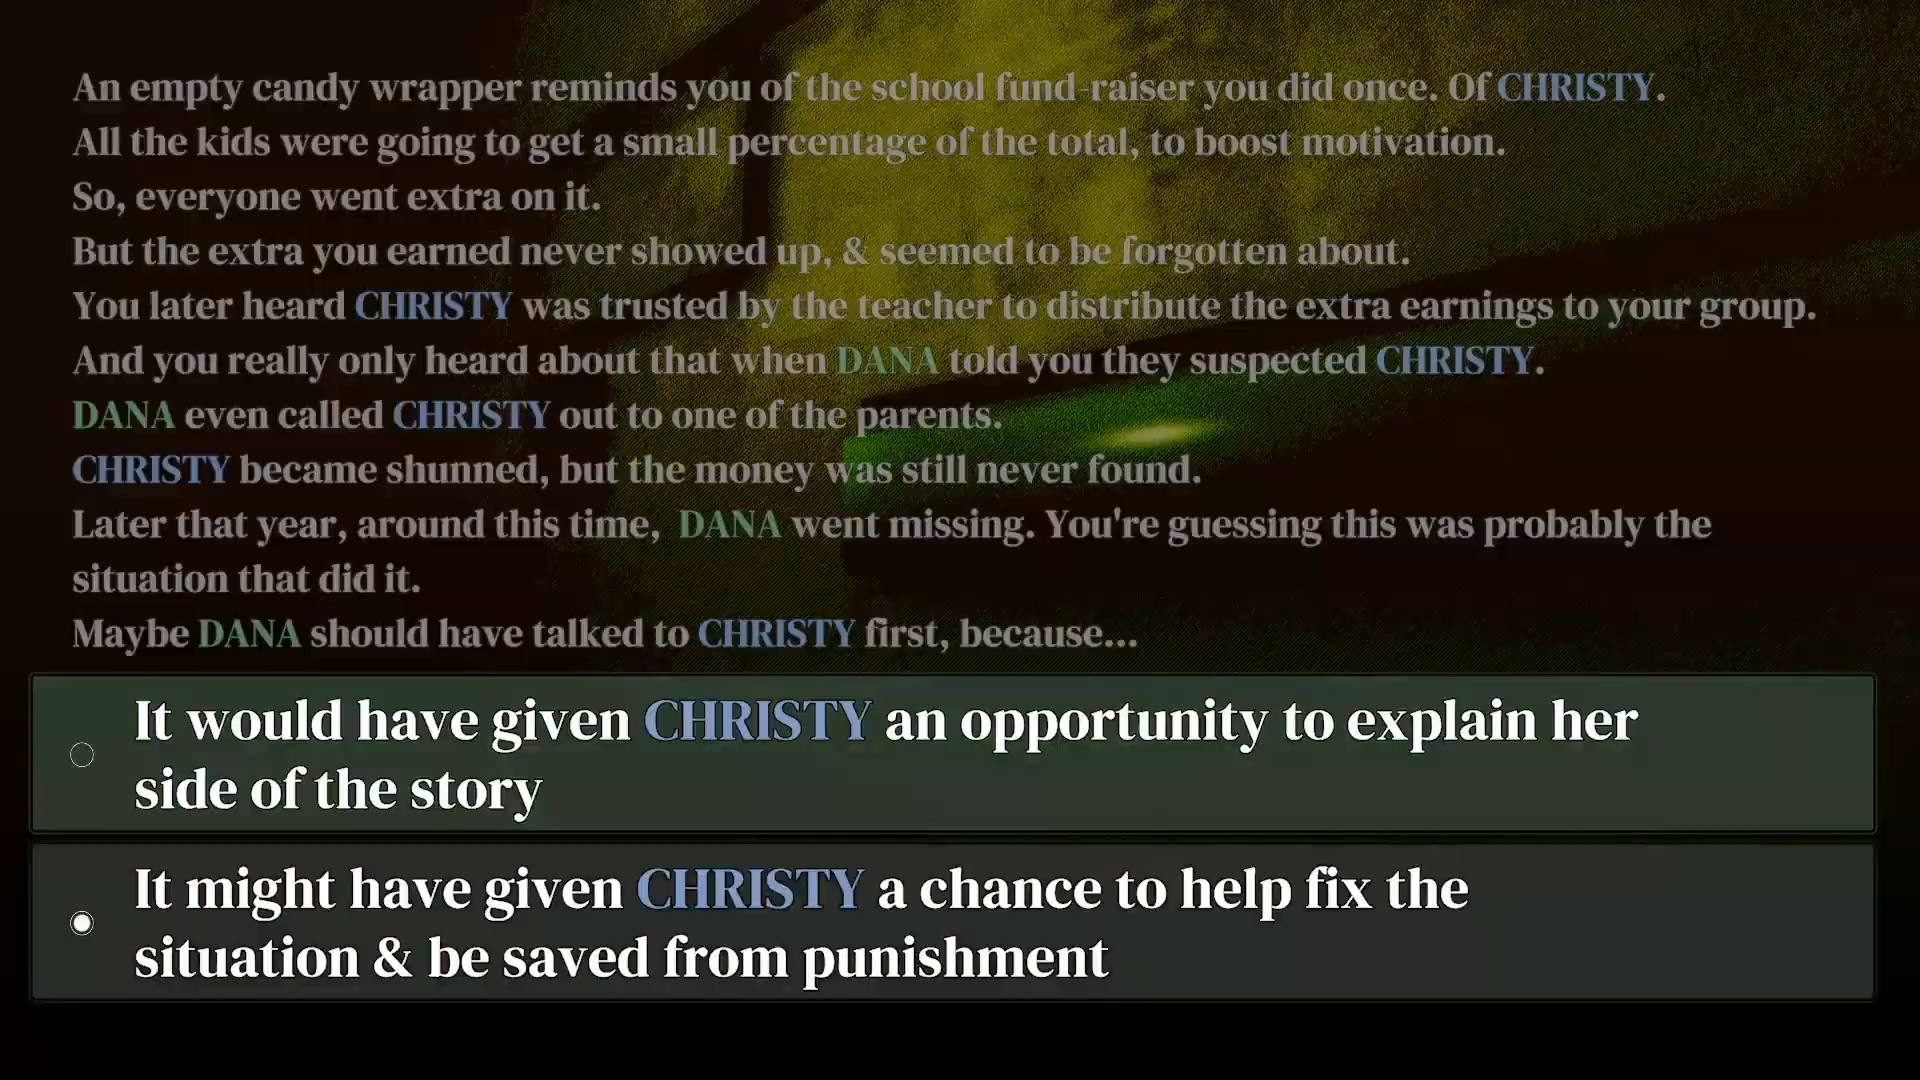 An empty candy wrapper reminds you of the school fund-raiser you did once. Of CHRISTY.
All the kids were going to get a small percentage of the total, to boost motivation.
So, everyone went extra on it.
But the extra you earned never showed up, & seemed to be forgotten about.
You later heard CHRISTY was trusted by the teacher to distribute the extra earnings to your group.
And you really only heard about that when DANA told you they suspected CHRISTY.
DANA even called CHRISTY out to one of the parents.
CHRISTY became shunned, but the money was still never found.
Later that year, around this time, DANA went missing. You're guessing this was probably the
situation that did it.
Maybe DANA should have talked to CHRISTY first, because...
It would have given CHRISTY an opportunity to explain her
side of the story
It might have given CHRISTY a chance to help fix the
situation & be saved from punishment